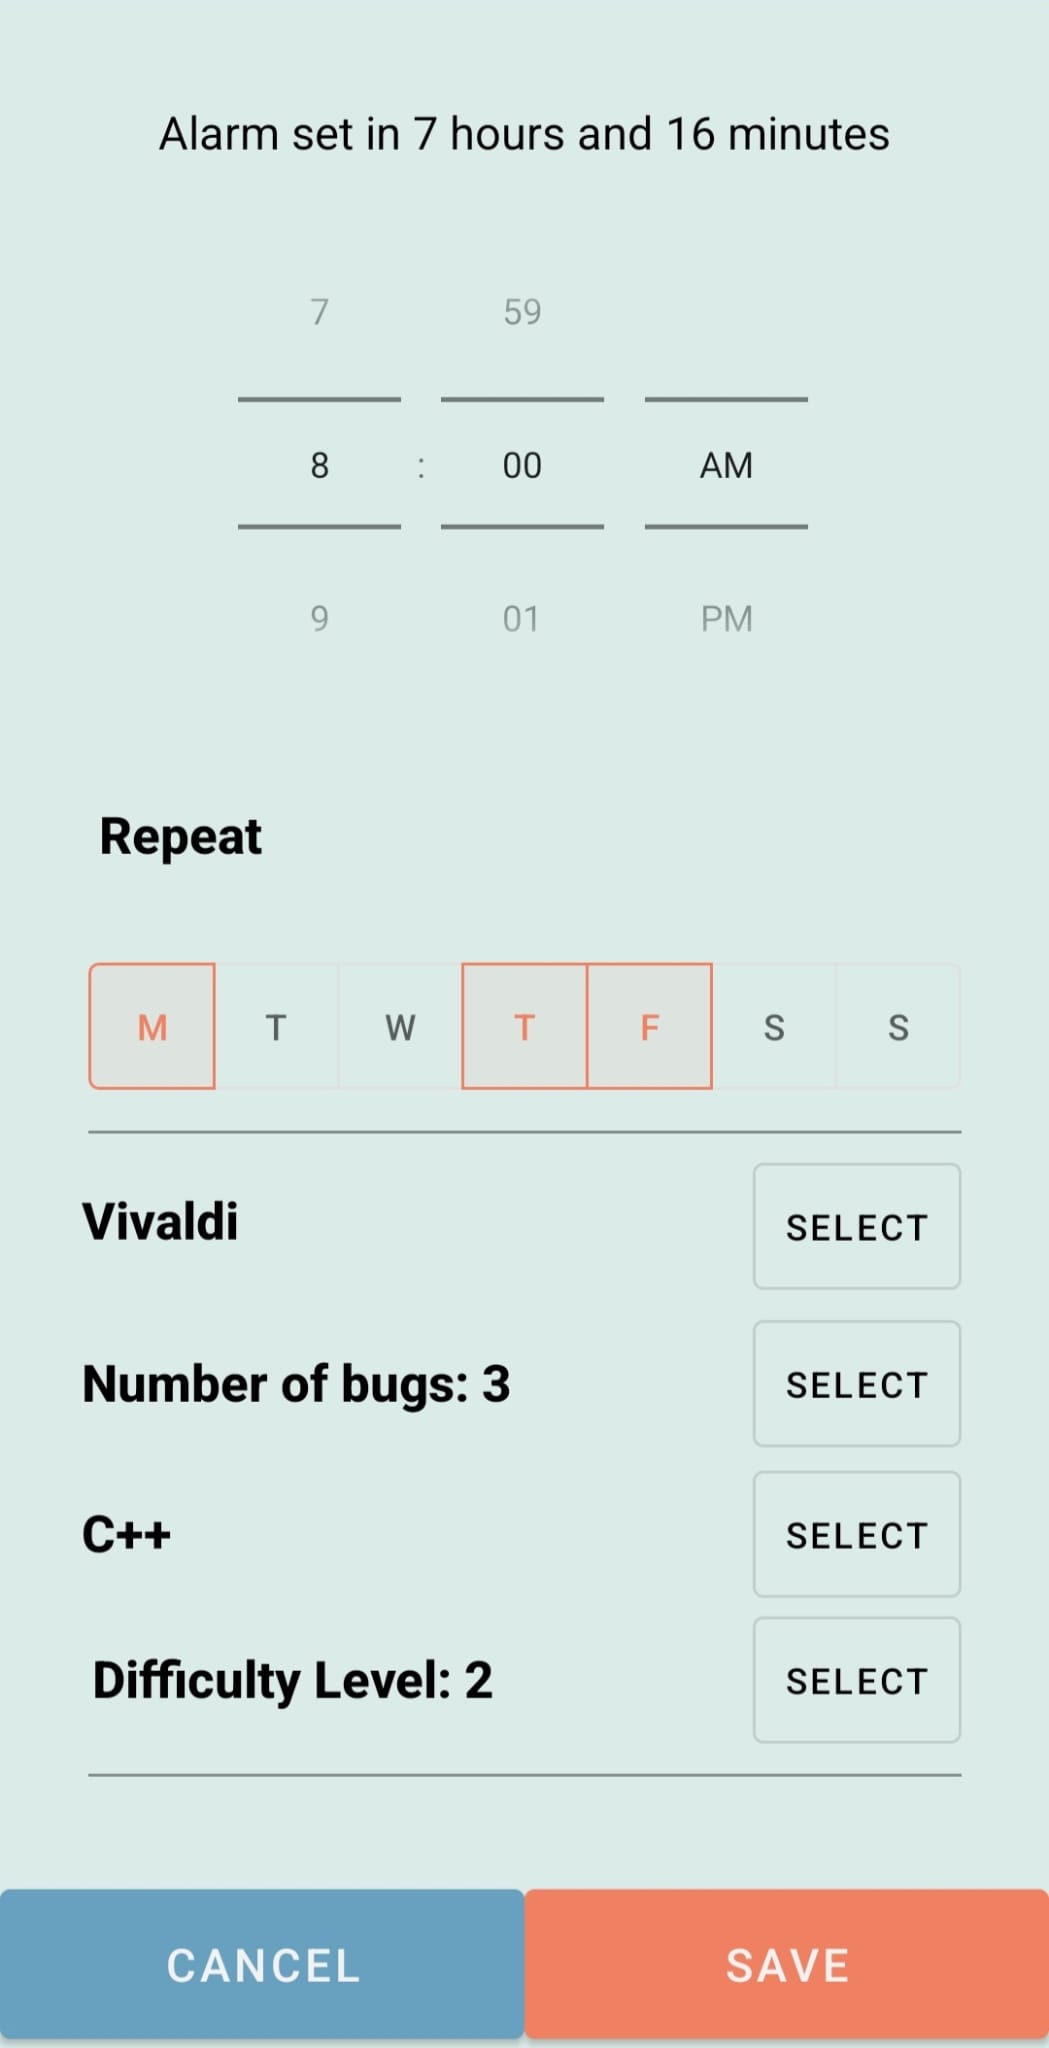 Alarm set in 7 hours and 16 minutes
7 59
8 : 00 AM
9 01 PM
Repeat
M T W T F S S
Vivaldi SELECT
Number of bugs: 3 SELECT
C++ SELECT
Difficulty Level: 2 SELECT
CANCEL SAVE